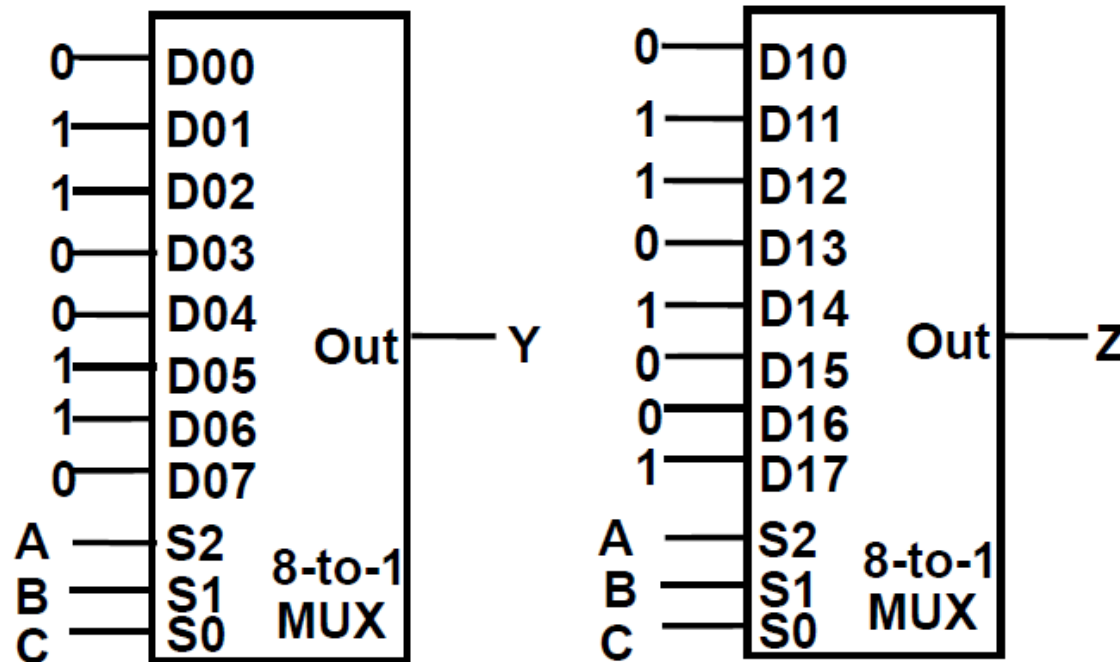 0 D00
1 D01
1 D02
0 D03
0 D04
1 D05
1 D06
0 D07
Out Y
A S2
B S1
C S0
8-to-1
MUX
0 D10
1 D11
1 D12
0 D13
1 D14
0 D15
0 D16
1 D17
Out Z
A S2
B S1
C S0
8-to-1
MUX